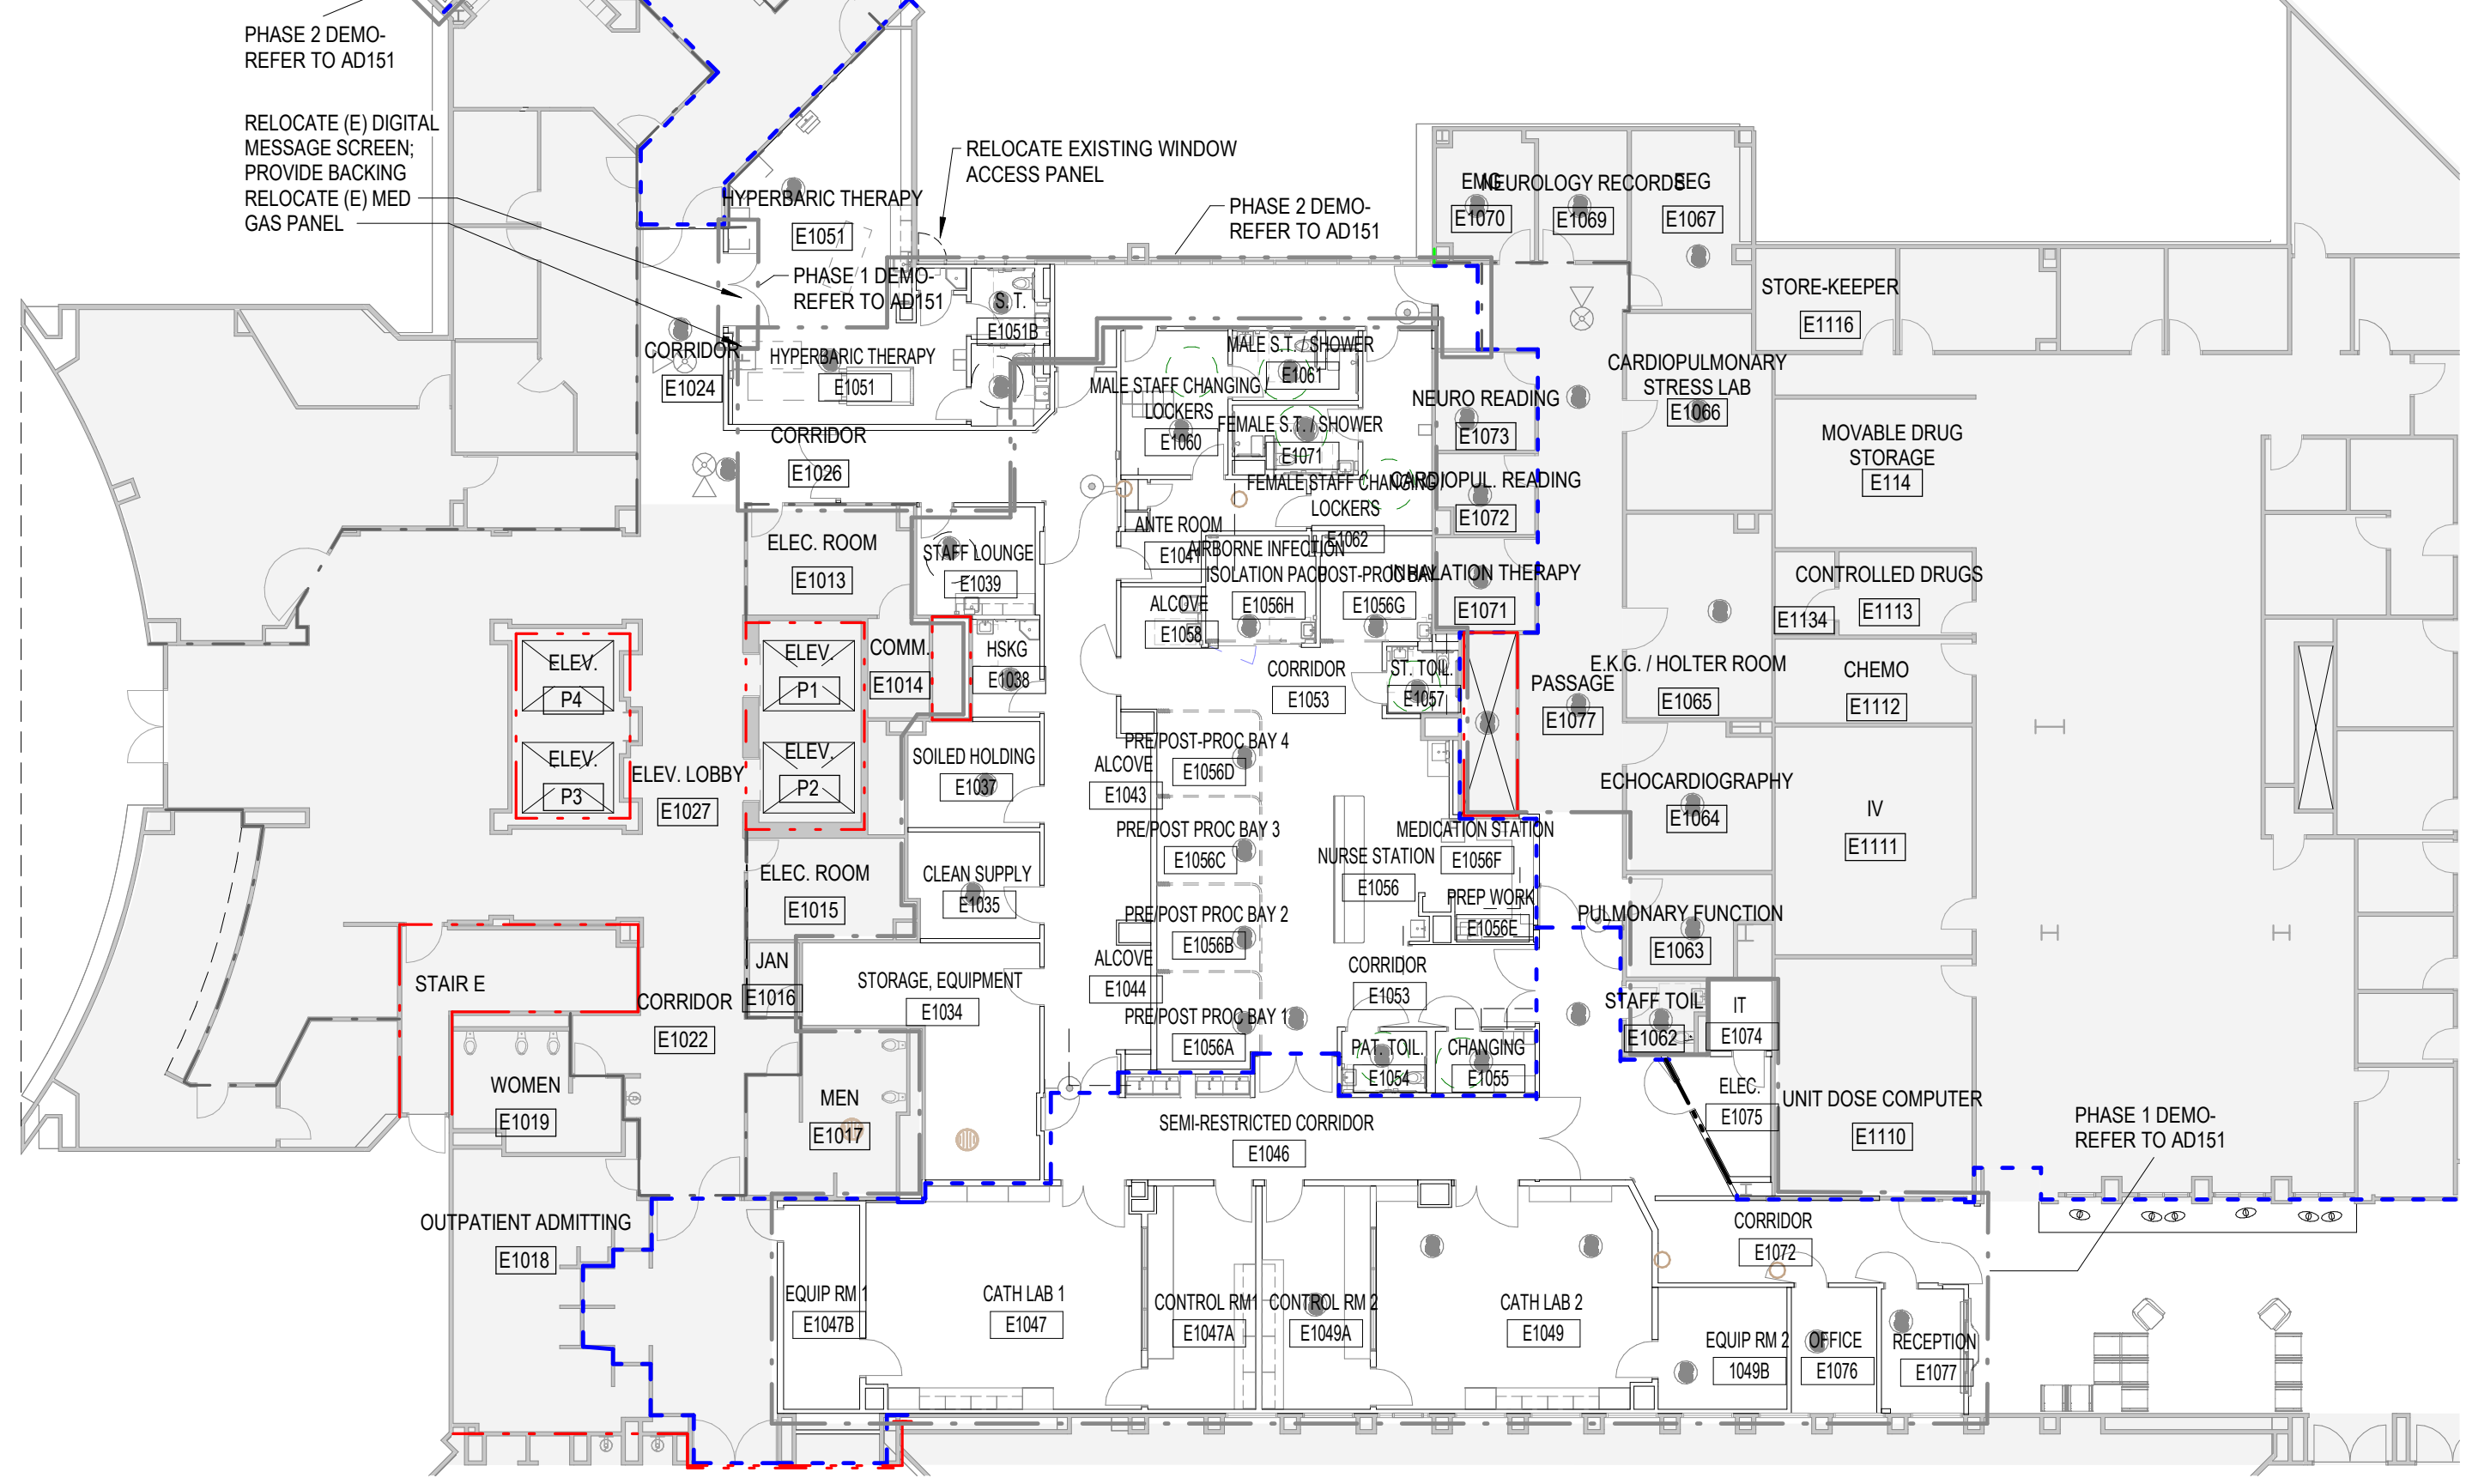 PHASE 2 DEMO-
REFER TO AD151
RELOCATE (E) DIGITAL
MESSAGE SCREEN;
PROVIDE BACKING
RELOCATE (E) MED
GAS PANEL
RELOCATE EXISTING WINDOW
ACCESS PANEL
PHASE 2 DEMO-
REFER TO AD151
HYPERBARIC THERAPY
E1051
PHASE 1 DEMO-
REFER TO AD151
S.T.
E1051B
EMG
E1070
NEUROLOGY RECORDS
E1069
EEG
E1067
STORE-KEEPER
E1116
CORRIDOR
E1024
HYPERBARIC THERAPY
E1051
CORRIDOR
E1026
MALE S.T. / SHOWER
E1061
MALE STAFF CHANGING /
LOCKERS
E1060
FEMALE S.T. / SHOWER
E1071
FEMALE STAFF CHANGING /
LOCKERS
E1062
NEURO READING
E1073
CARDIOPUL. READING
E1072
INHALATION THERAPY
E1071
CARDIOPULMONARY
STRESS LAB
E1066
MOVABLE DRUG
STORAGE
E114
ELEC. ROOM
E1013
STAFF LOUNGE
E1039
ANTE ROOM
E1041
AIRBORNE INFECTION
ISOLATION PACU
E1056H
POST-PROC BAY
E1056G
ALCOVE
E1058
CONTROLLED DRUGS
E1113
E1134
ELEV.
P4
ELEV.
P1
COMM.
E1014
HSKG
E1038
CORRIDOR
E1053
ST. TOIL.
E1057
PASSAGE
E1077
E.K.G. / HOLTER ROOM
E1065
CHEMO
E1112
ELEV.
P3
ELEV. LOBBY
E1027
ELEV.
P2
SOILED HOLDING
E1037
ALCOVE
E1043
PRE/POST-PROC BAY 4
E1056D
ECHOCARDIOGRAPHY
E1064
IV
E1111
PRE/POST PROC BAY 3
E1056C
MEDICATION STATION
E1056F
NURSE STATION
E1056
ELEC. ROOM
E1015
CLEAN SUPPLY
E1035
PRE/POST PROC BAY 2
E1056B
PREP WORK
E1056E
PULMONARY FUNCTION
E1063
STAIR E
CORRIDOR
E1022
JAN
E1016
STORAGE, EQUIPMENT
E1034
ALCOVE
E1044
CORRIDOR
E1053
STAFF TOIL
E1062
IT
E1074
PRE/POST PROC BAY 1
E1056A
PAT. TOIL.
E1054
CHANGING
E1055
WOMEN
E1019
MEN
E1017
ELEC.
E1075
UNIT DOSE COMPUTER
E1110
PHASE 1 DEMO-
REFER TO AD151
SEMI-RESTRICTED CORRIDOR
E1046
OUTPATIENT ADMITTING
E1018
CORRIDOR
E1072
EQUIP RM 1
E1047B
CATH LAB 1
E1047
CONTROL RM1
E1047A
CONTROL RM 2
E1049A
CATH LAB 2
E1049
EQUIP RM 2
1049B
OFFICE
E1076
RECEPTION
E1077